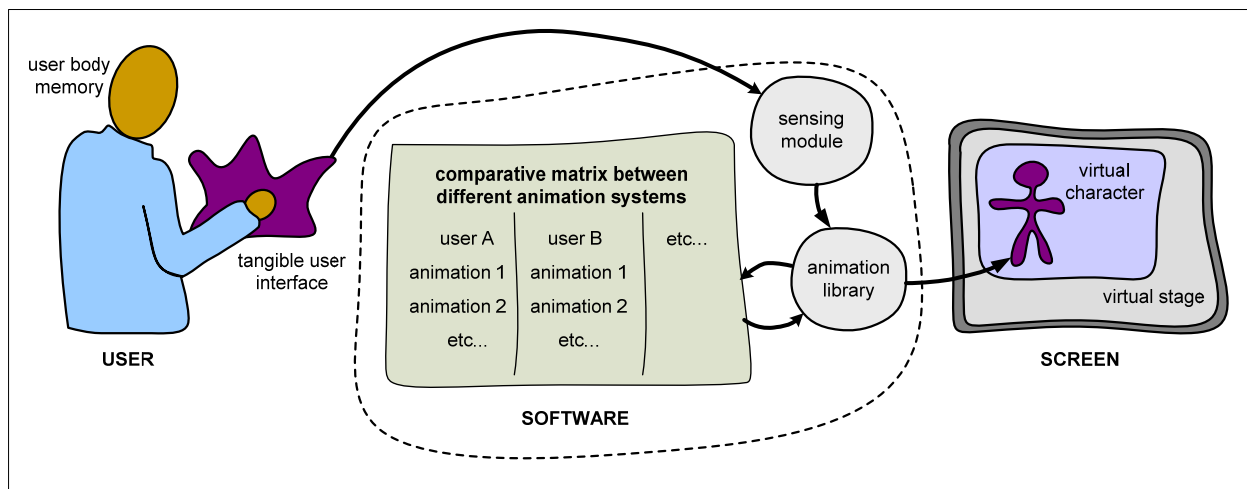 user body
memory
tangible user
interface
USER
comparative matrix between
different animation systems
user A
animation 1
animation 2
etc...
user B
animation 1
animation 2
etc...
etc...
SOFTWARE
sensing
module
animation
library
virtual
character
virtual stage
SCREEN